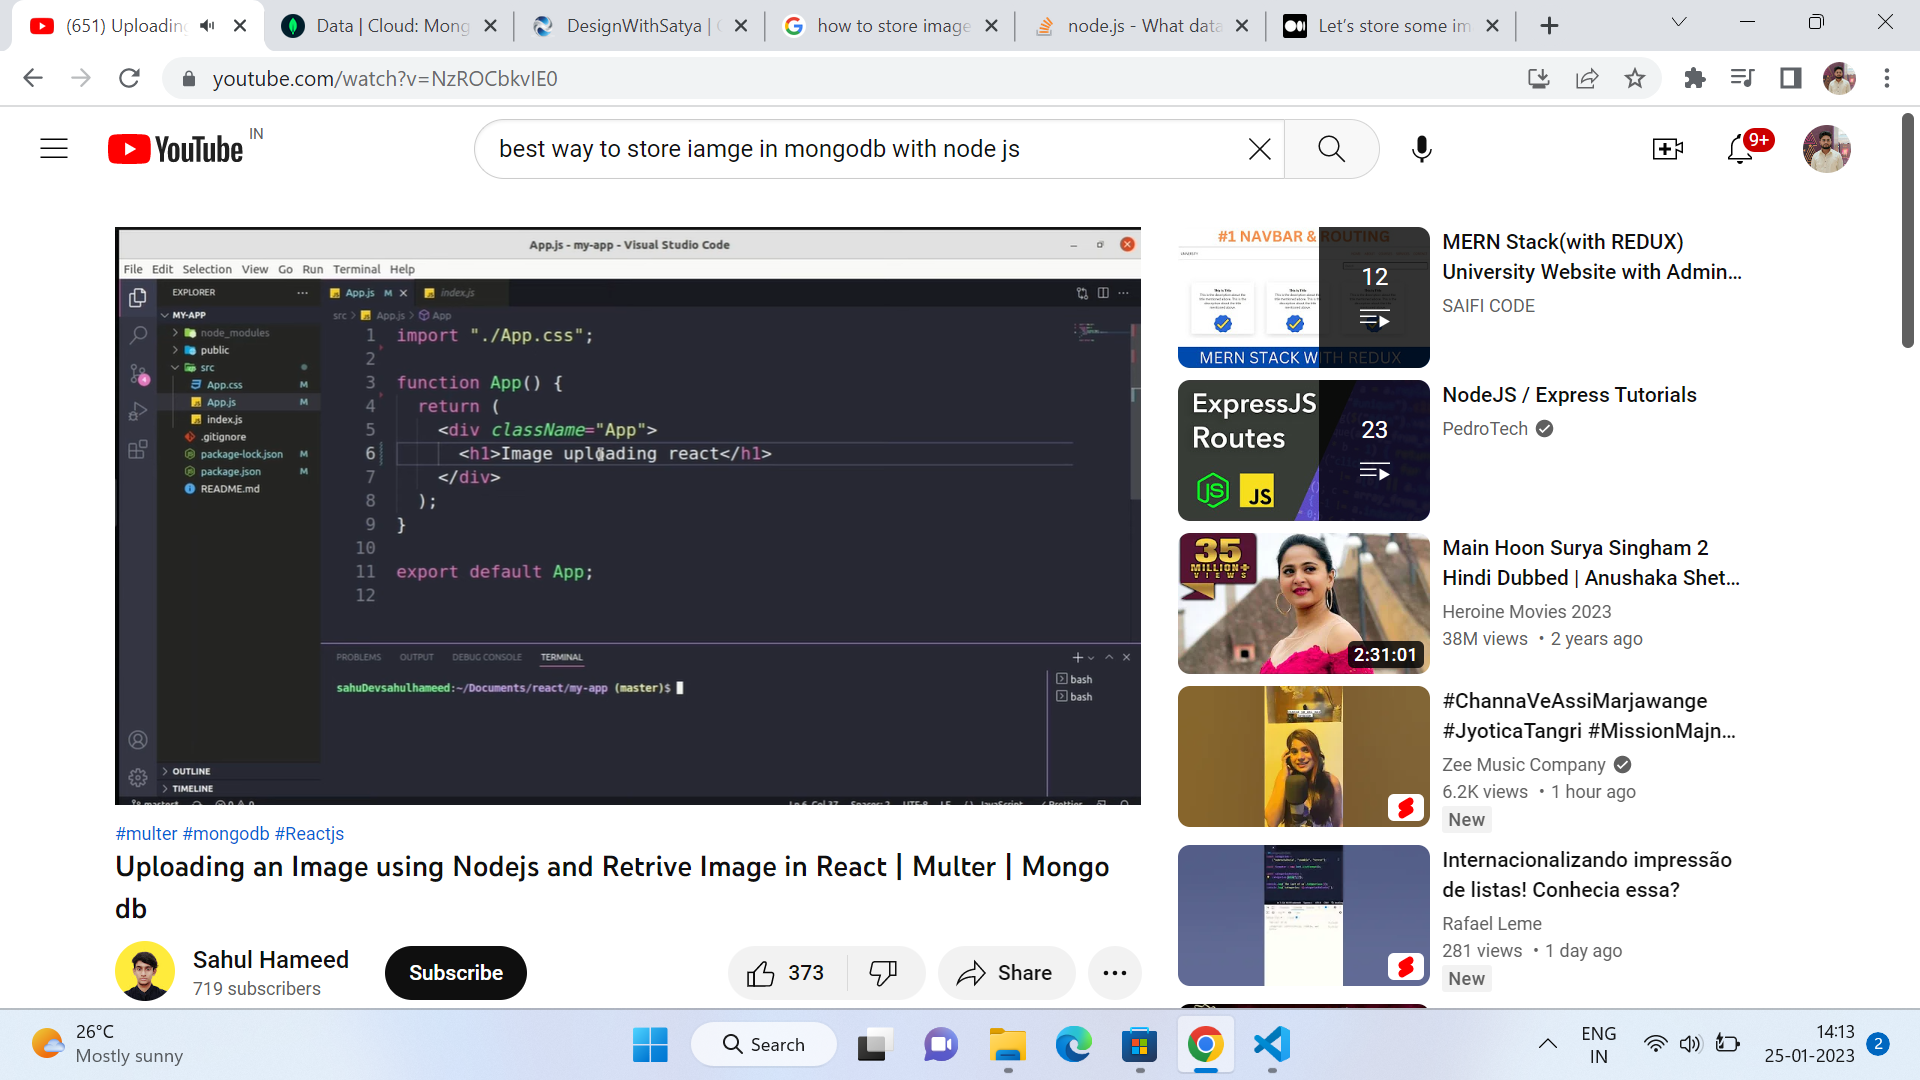 (651) Uploading
Data | Cloud: Mong
DesignWithSatya |
how to store image
node.js - What data
Let's store some im
youtube.com/watch?v=NzROCbkvIE0
YouTube IN
best way to store iamge in mongodb with node js
9+
App.js - my-app - Visual Studio Code
File Edit Selection View Go Run Terminal Help
EXPLORER
MY-APP
node_modules
public
src
App.css M
App.js M
index.js
.gitignore
package-lock.json M
package.json M
README.md
OUTLINE
TIMELINE
App.js M
index.js
src > App.js > App
1 import "./App.css";
2
3 function App() {
4 return (
5 <div className="App">
6 <h1>Image uploading react</h1>
7 </div>
8 );
9 }
10
11 export default App;
12
PROBLEMS OUTPUT DEBUG CONSOLE TERMINAL
sahuDevsahulhameed:~/Documents/react/my-app (master)$
bash
bash
#multer #mongodb #Reactjs
Uploading an Image using Nodejs and Retrive Image in React | Multer | Mongo
db
Sahul Hameed
719 subscribers
Subscribe
373
Share
#1 NAVBAR & ROUTING
12
MERN STACK WITH REDUX
MERN Stack(with REDUX)
University Website with Admin...
SAIFI CODE
ExpressJS
Routes
JS
23
NodeJS / Express Tutorials
PedroTech
35
MILLION+
VIEWS
2:31:01
Main Hoon Surya Singham 2
Hindi Dubbed | Anushaka Shet...
Heroine Movies 2023
38M views • 2 years ago
#ChannaVeAssiMarjawange
#JyoticaTangri #MissionMajn...
Zee Music Company
6.2K views • 1 hour ago
New
Internacionalizando impressão
de listas! Conhecia essa?
Rafael Leme
281 views • 1 day ago
New
26°C
Mostly sunny
Search
ENG
IN
14:13
25-01-2023
2